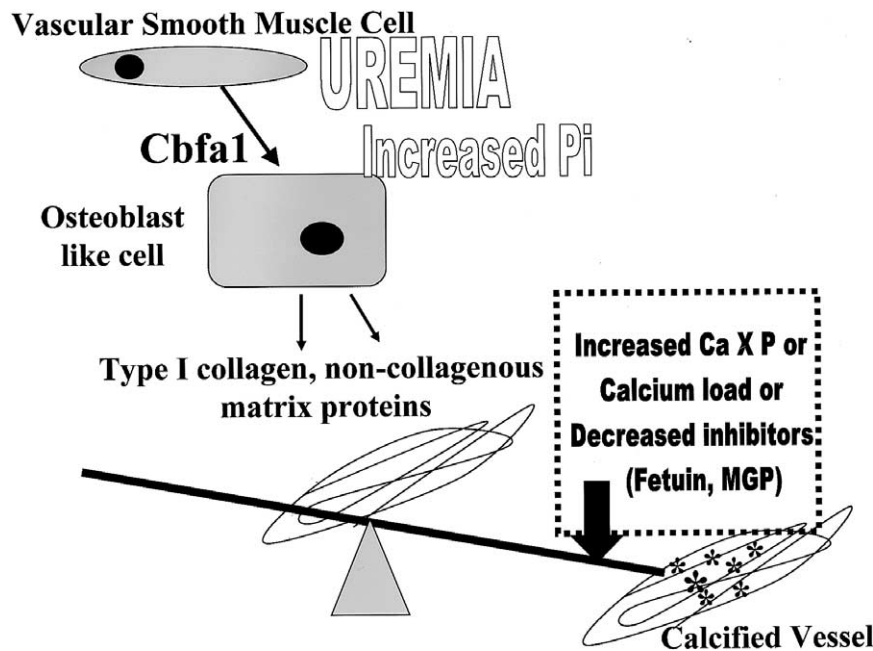 Vascular Smooth Muscle Cell
UREMIA
Increased Pi
Cbfa1
Osteoblast
like cell
Type I collagen, non-collagenous
matrix proteins
Increased Ca X P or
Calcium load or
Decreased inhibitors
(Fetuin, MGP)
Calcified Vessel